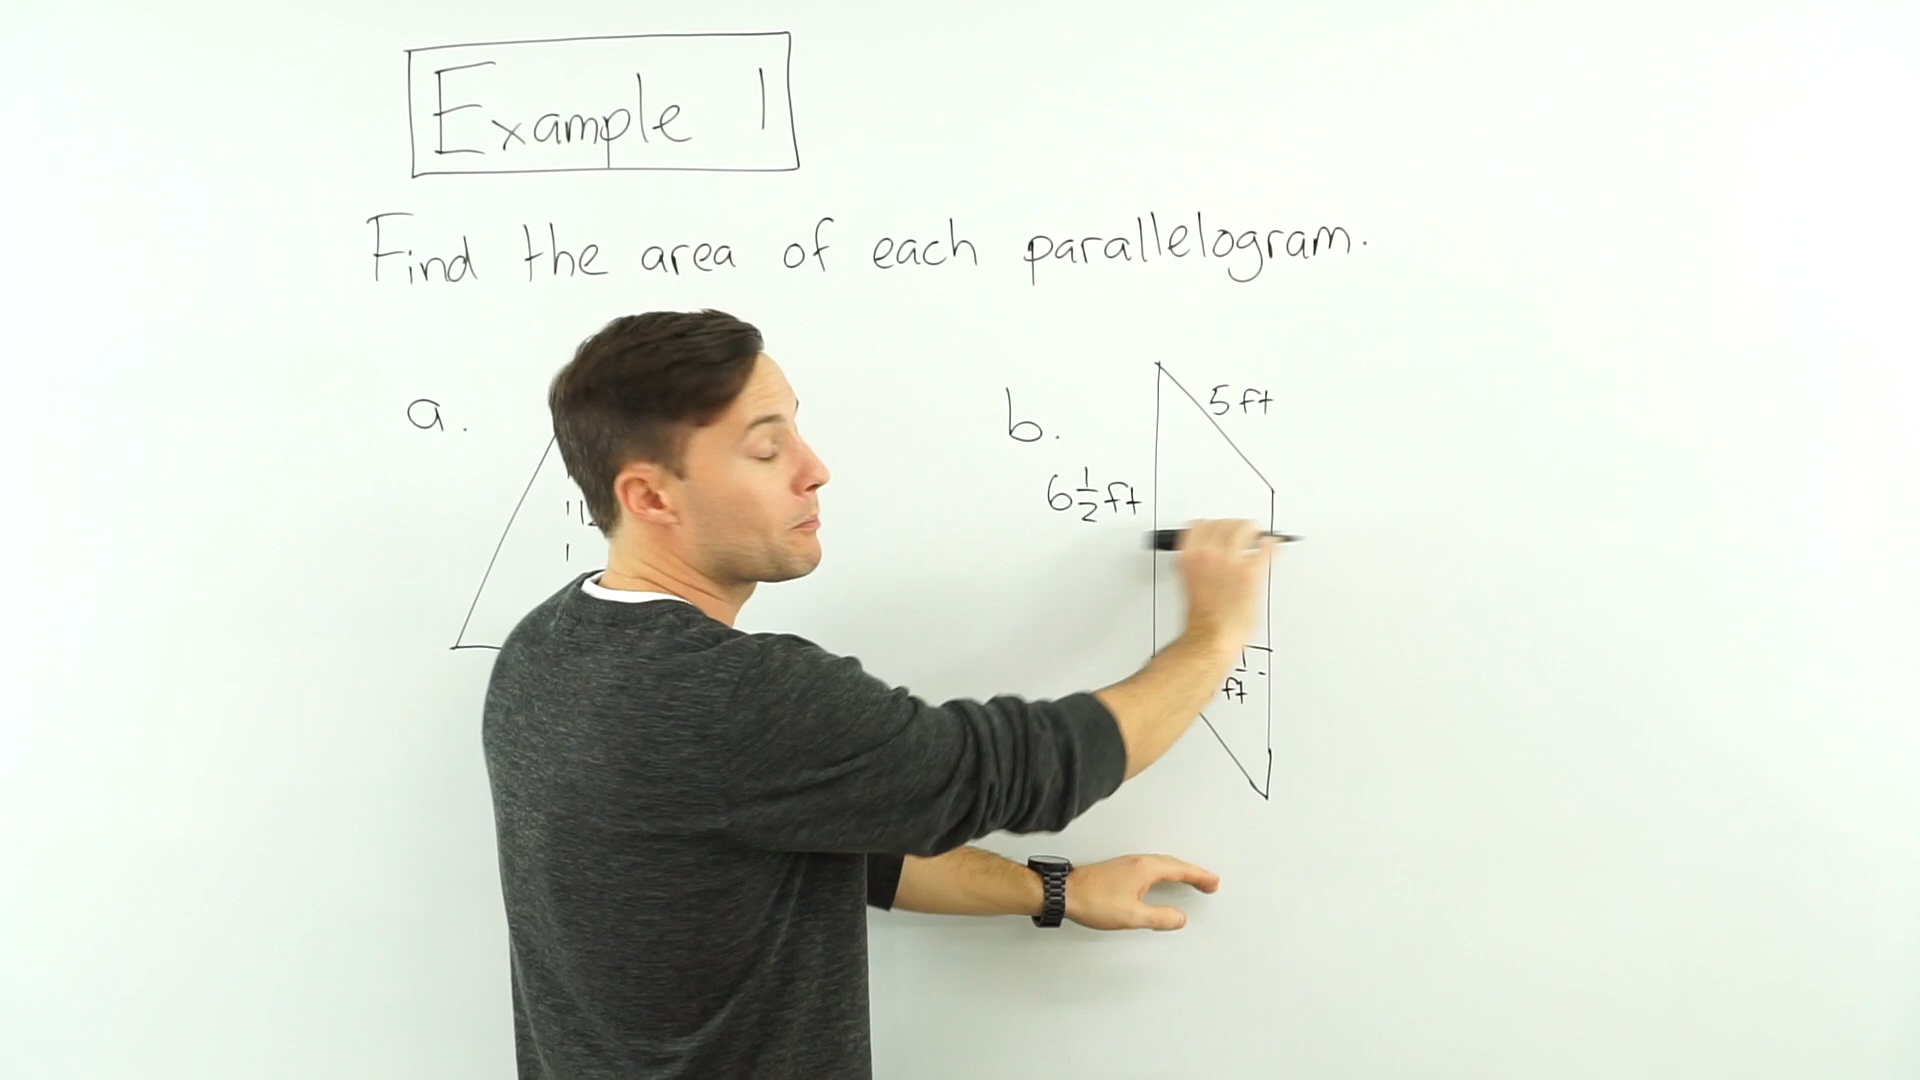 Example 1
Find the area of each parallelogram.
a.
b.
5 ft
6 1/2 ft
ft